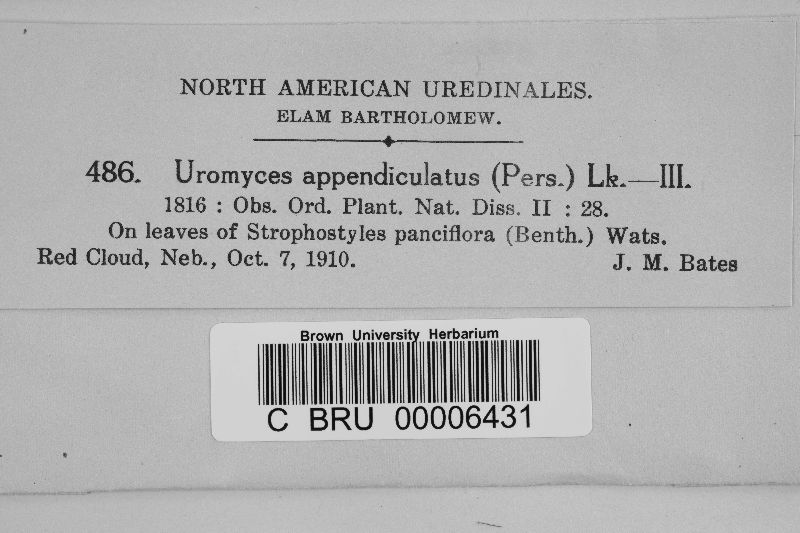 NORTH AMERICAN UREDINALES.
ELAM BARTHOLOMEW.
486. Uromyces appendiculatus (Pers.) Lk.—III.
1816 : Obs. Ord. Plant. Nat. Diss. II : 28.
On leaves of Strophostyles panciflora (Benth.) Wats.
Red Cloud, Neb., Oct. 7, 1910. J. M. Bates
Brown University Herbarium
C BRU 00006431